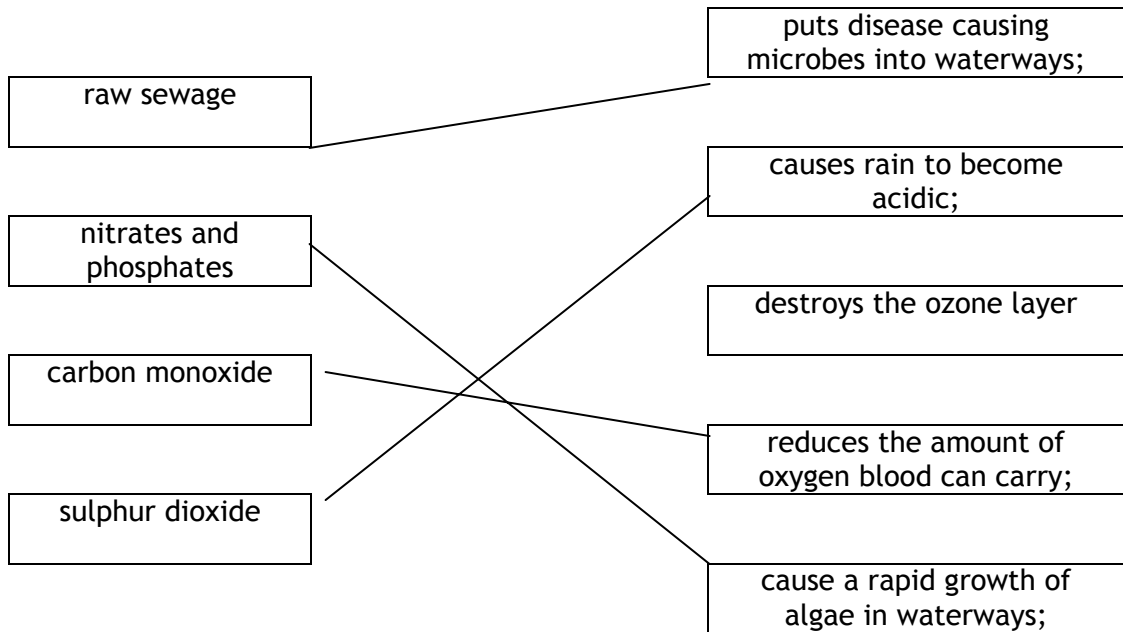 raw sewage
nitrates and
phosphates
carbon monoxide
sulphur dioxide
puts disease causing
microbes into waterways;
causes rain to become
acidic;
destroys the ozone layer
reduces the amount of
oxygen blood can carry;
cause a rapid growth of
algae in waterways;